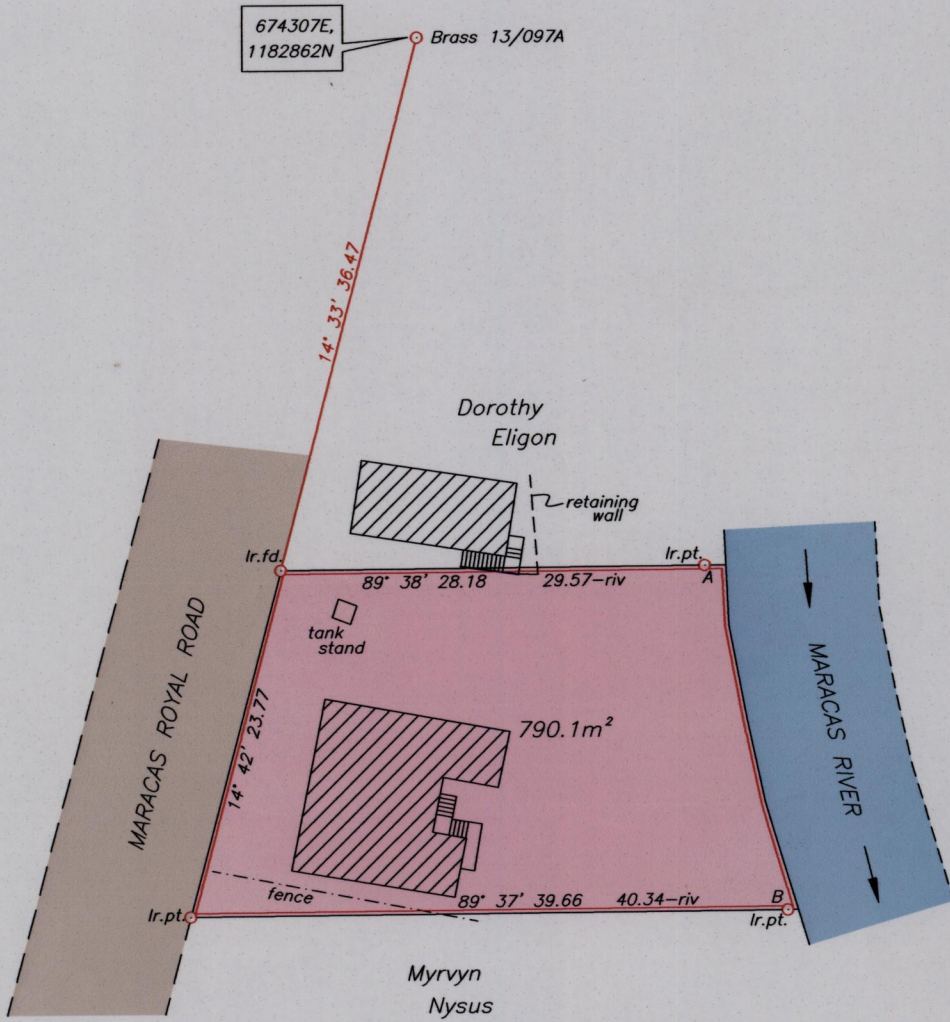 674307E,
1182862N
Brass 13/097A
14° 33' 36.47
Dorothy
Eligon
retaining
wall
Ir.fd.
Ir.pt.
A
89° 38' 28.18 29.57-riv
tank
stand
MARACAS ROYAL ROAD
MARACAS RIVER
14° 42' 23.77
790.1m²
fence
89° 37' 39.66 40.34-riv
B
Ir.pt.
Ir.pt.
Myrvyn
Nysus